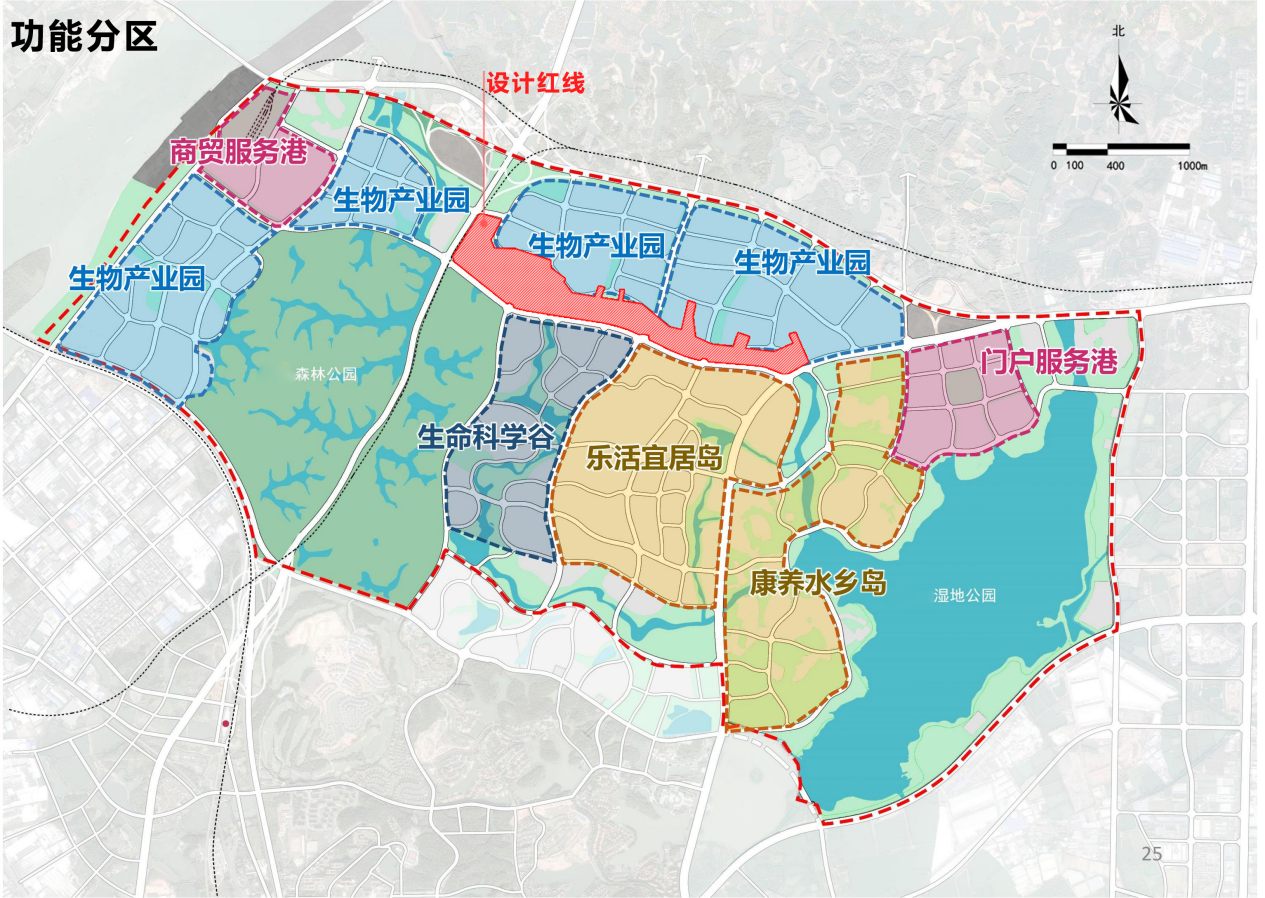 功能分区
设计红线
北
0 100 400 1000m
商贸服务港
生物产业园
生物产业园
生物产业园
生物产业园
门户服务港
森林公园
生命科学谷
乐活宜居岛
康养水乡岛
湿地公园
25